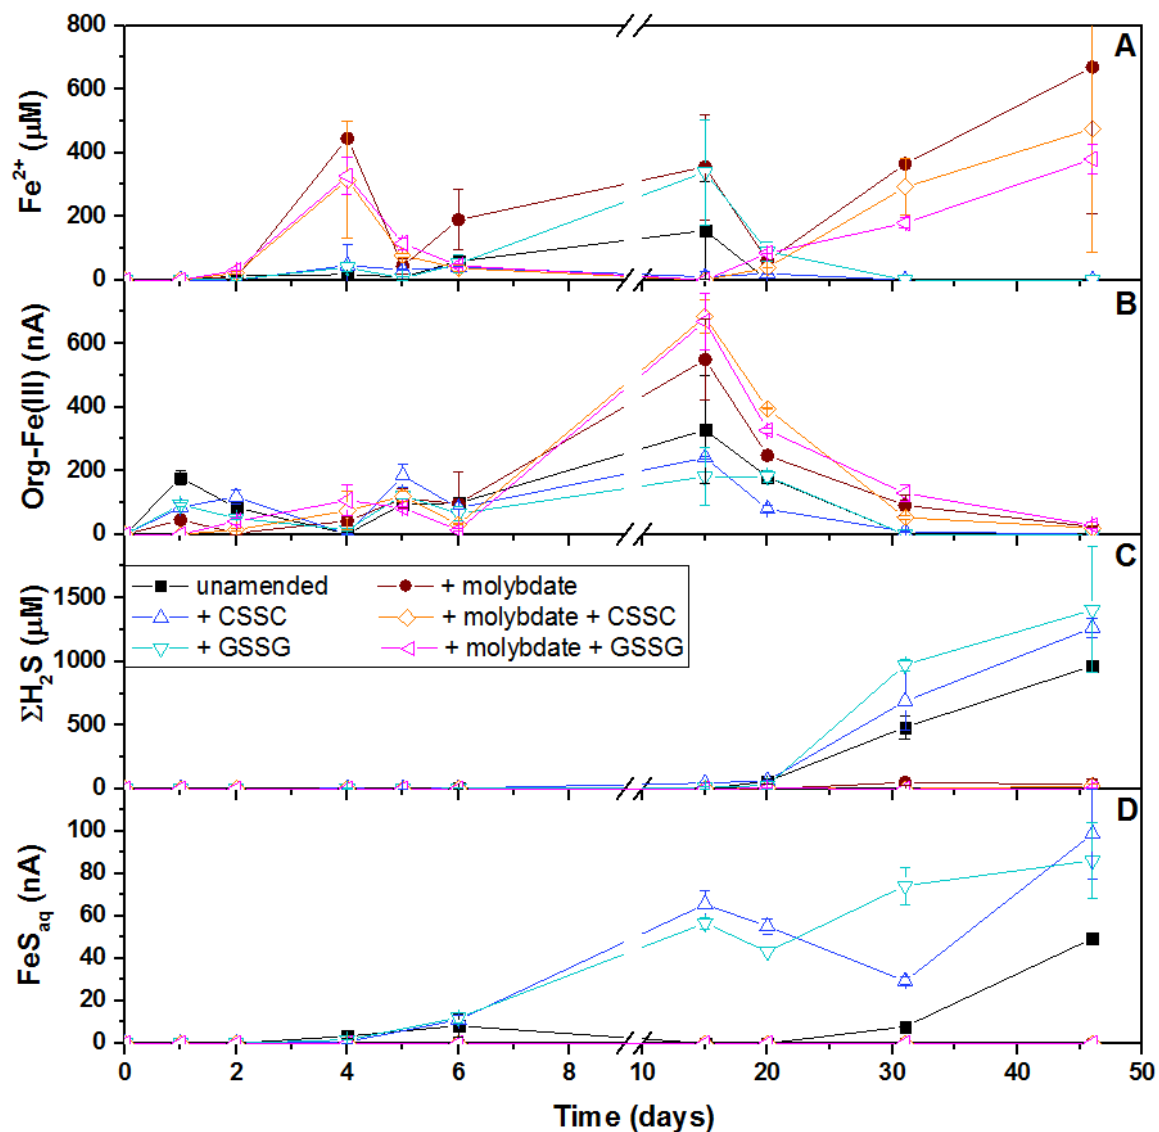 A
Fe²⁺ (μM)
800
600
400
200
0
B
Org-Fe(III) (nA)
600
400
200
0
C
unamended
+ molybdate
+ CSSC
+ molybdate + CSSC
+ GSSG
+ molybdate + GSSG
ΣH₂S (μM)
1500
1000
500
0
D
FeSₐq (nA)
100
80
60
40
20
0
0 2 4 6 8 10 20 30 40 50
Time (days)